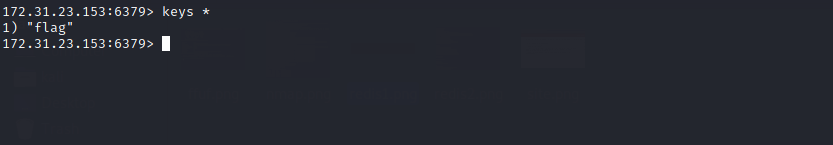 172.31.23.153:6379> keys *
1) "flag"
172.31.23.153:6379>